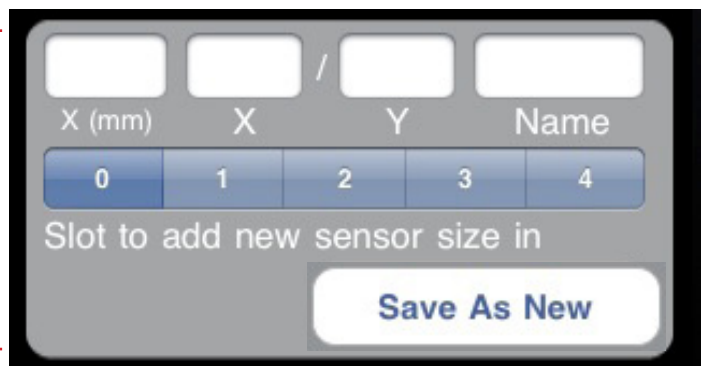 /
X (mm) X Y Name
0 1 2 3 4
Slot to add new sensor size in
Save As New